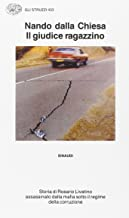 GLI STRUZZI 430
Nando dalla Chiesa
Il giudice ragazzino
EINAUDI
Storia di Rosario Livatino
assassinato dalla mafia sotto il regime
della corruzione